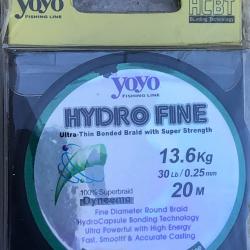 yoyo
FISHING LINE
HCBT
Bonding Technology
yoyo
FISHING LINE
HYDRO FINE
Ultra-Thin Bonded Braid with Super Strength
13.6Kg
30 Lb / 0.25mm
20M
100% Superbraid
Dyneema
Fine Diameter Round Braid
HydroCapsule Bonding Technology
Ultra Powerful with High Energy
Fast, Smooth & Accurate Casting